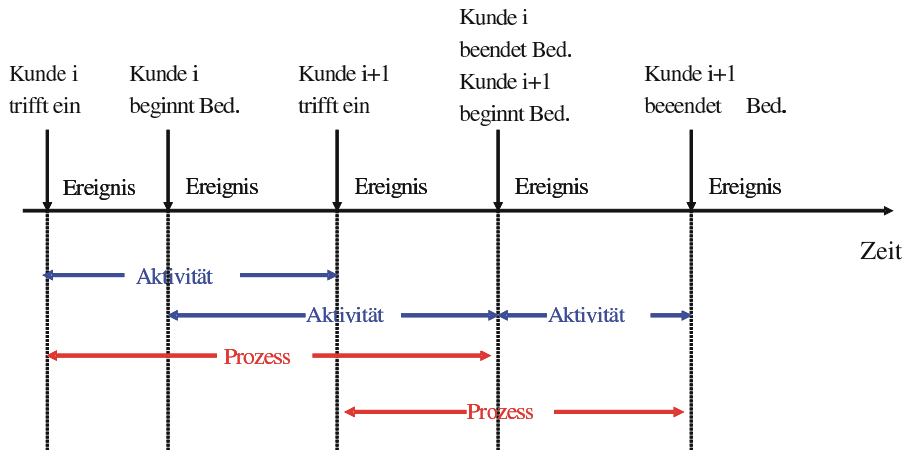 Kunde i
trifft ein
Kunde i
beginnt Bed.
Kunde i+1
trifft ein
Kunde i
beendet Bed.
Kunde i+1
beginnt Bed.
Kunde i+1
beeendet Bed.
Ereignis
Ereignis
Ereignis
Ereignis
Ereignis
Zeit
Aktivität
Aktivität
Aktivität
Prozess
Prozess